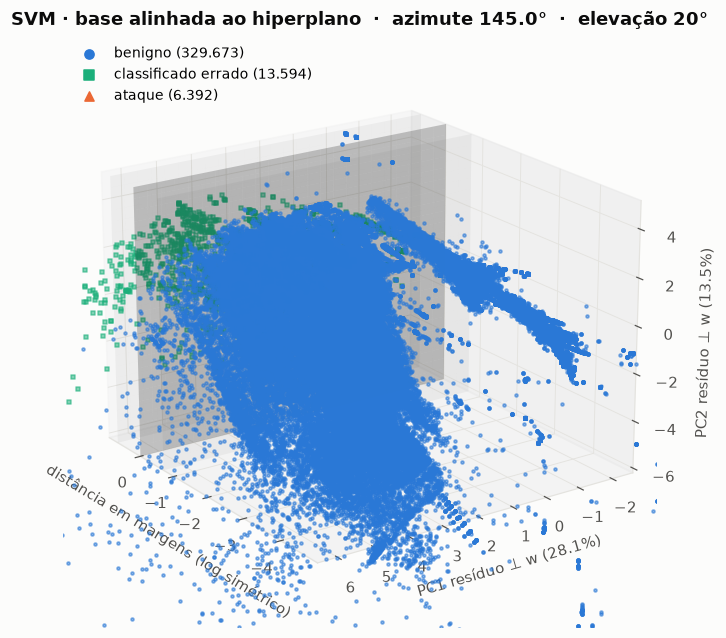 SVM · base alinhada ao hiperplano · azimute 145.0° · elevação 20°
benigno (329.673)
classificado errado (13.594)
ataque (6.392)
4
2
0
−2
−4
−6
PC2 resíduo ⊥ w (13.5%)
0
−1
−2
−3
−4
distância em margens (log simétrico)
6
5
4
3
2
1
0
−1
−2
PC1 resíduo ⊥ w (28.1%)